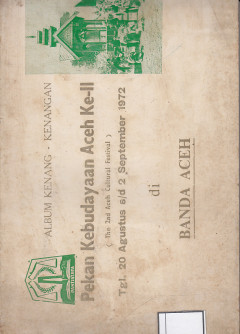 ALBUM KENANG - KENANGAN
Pekan Kebudayaan Aceh Ke-II
( The 2nd Aceh Cultural Festival )
Tgl. 20 Agustus s/d 2 September 1972
di
BANDA ACEH